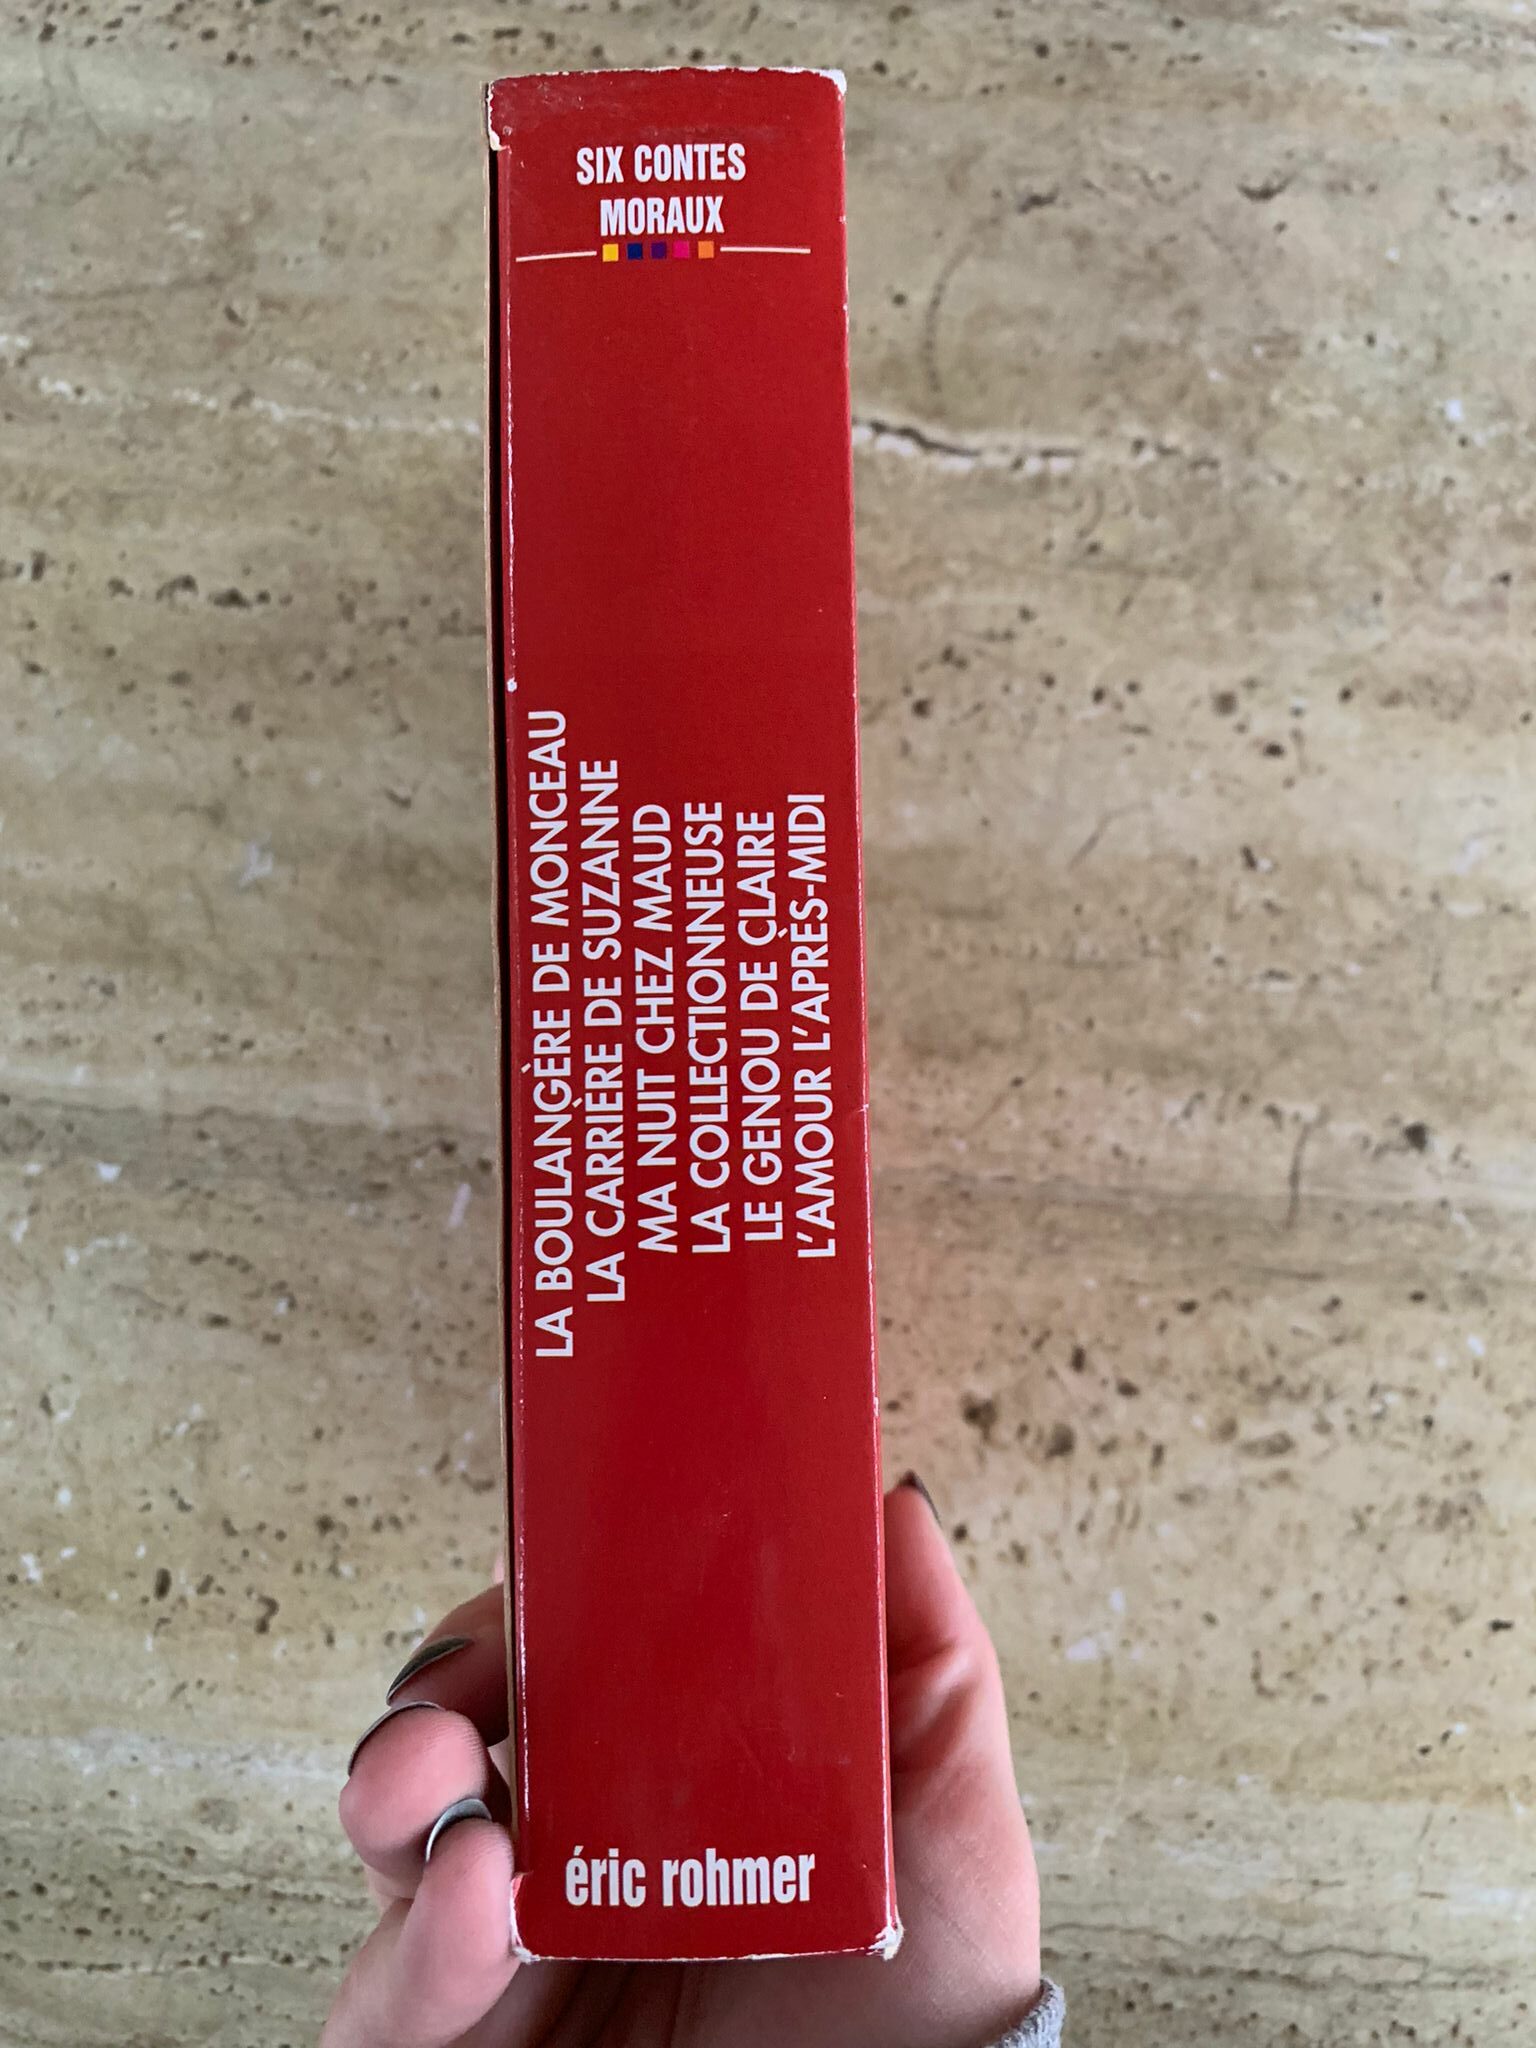 SIX CONTES
MORAUX
LA BOULANGÈRE DE MONCEAU
LA CARRIÈRE DE SUZANNE
MA NUIT CHEZ MAUD
LA COLLECTIONNEUSE
LE GENOU DE CLAIRE
L'AMOUR L'APRÈS-MIDI
éric rohmer